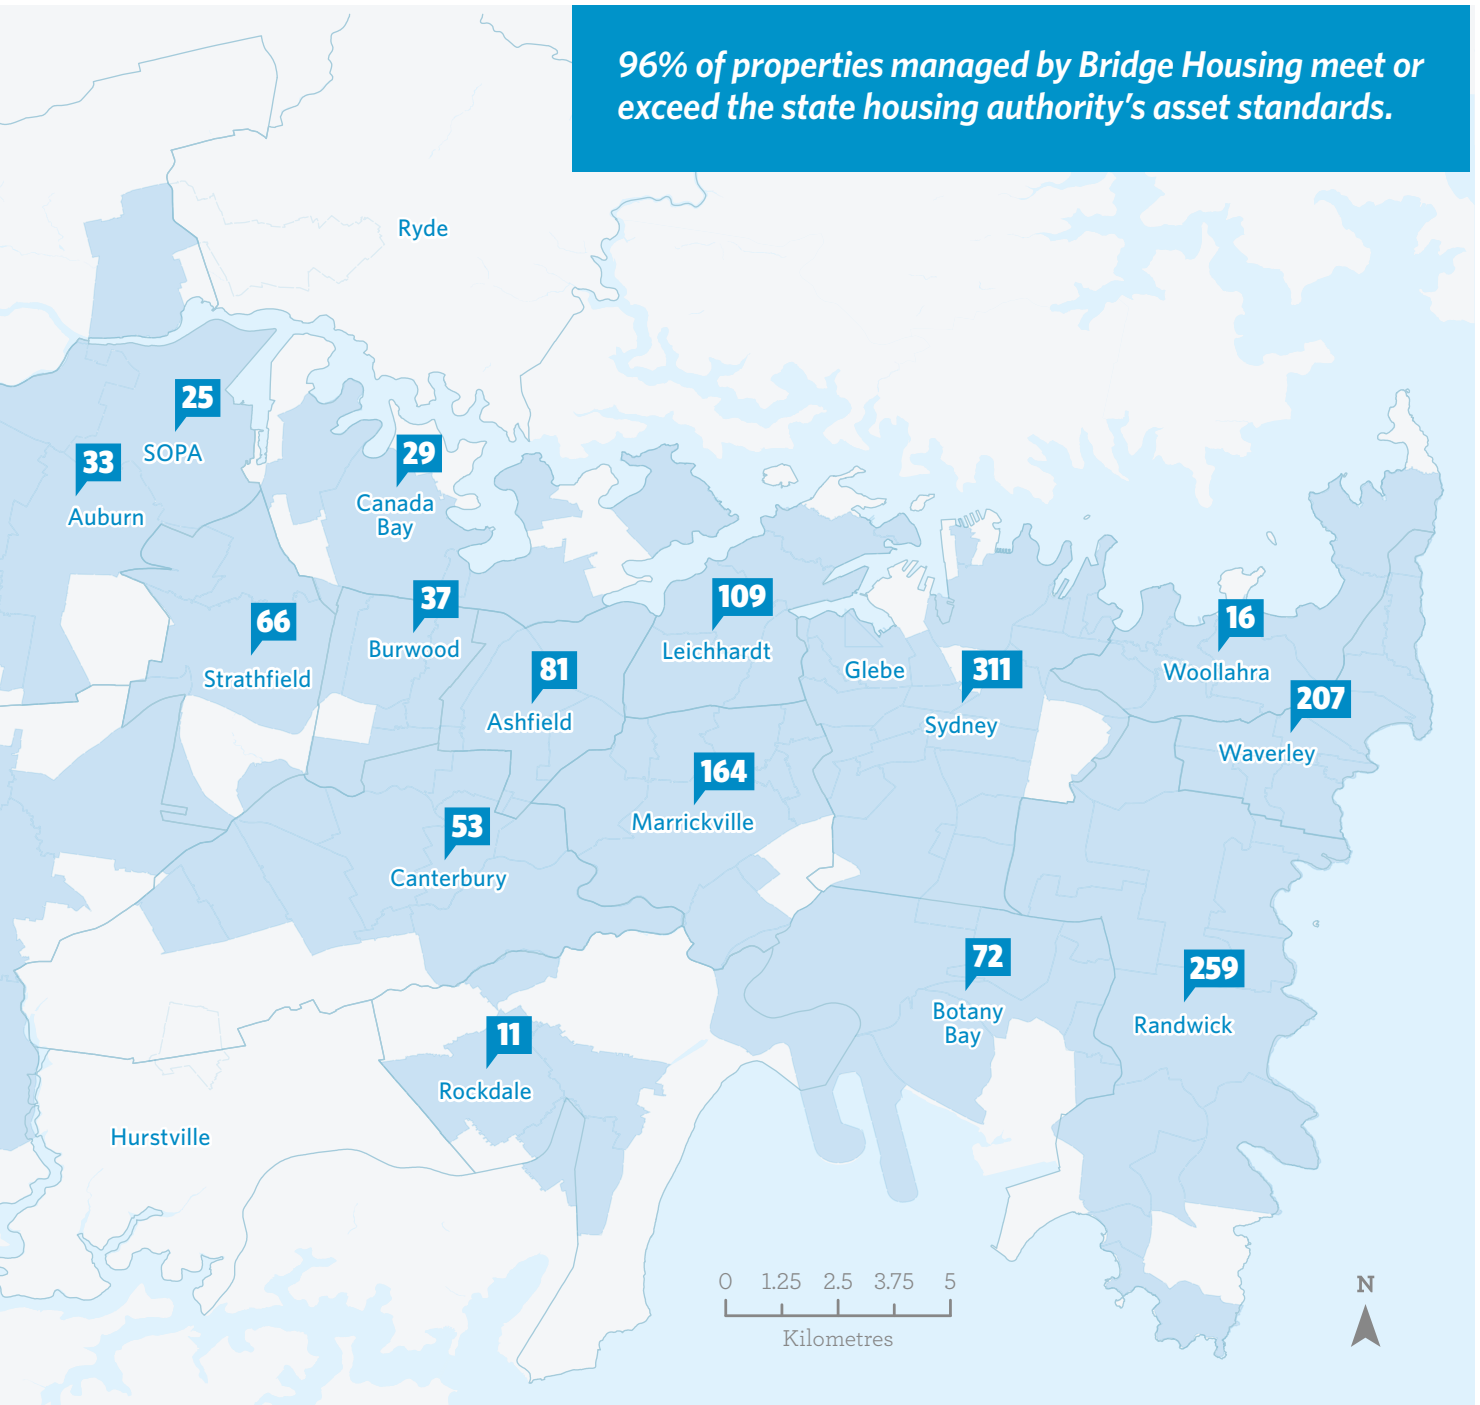 96% of properties managed by Bridge Housing meet or
exceed the state housing authority's asset standards.
Ryde
25
SOPA
33
Auburn
29
Canada
Bay
37
Burwood
66
Strathfield
81
Ashfield
109
Leichhardt
Glebe
311
Sydney
16
Woollahra
207
Waverley
164
Marrickville
53
Canterbury
72
Botany
Bay
259
Randwick
11
Rockdale
Hurstville
0 1.25 2.5 3.75 5
Kilometres
N